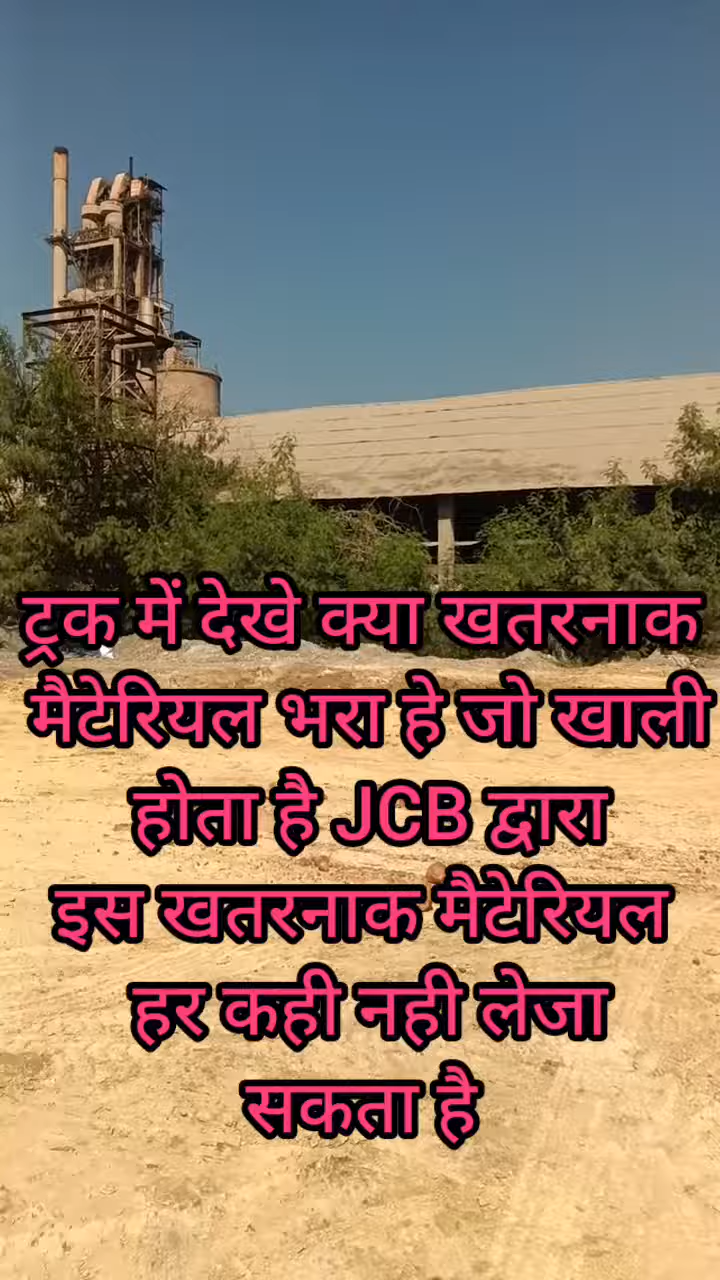 ट्रक में देखे क्या खतरनाक
मैटेरियल भरा हे जो खाली
होता है JCB द्वारा
इस खतरनाक मैटेरियल
हर कही नही लेजा
सकता है